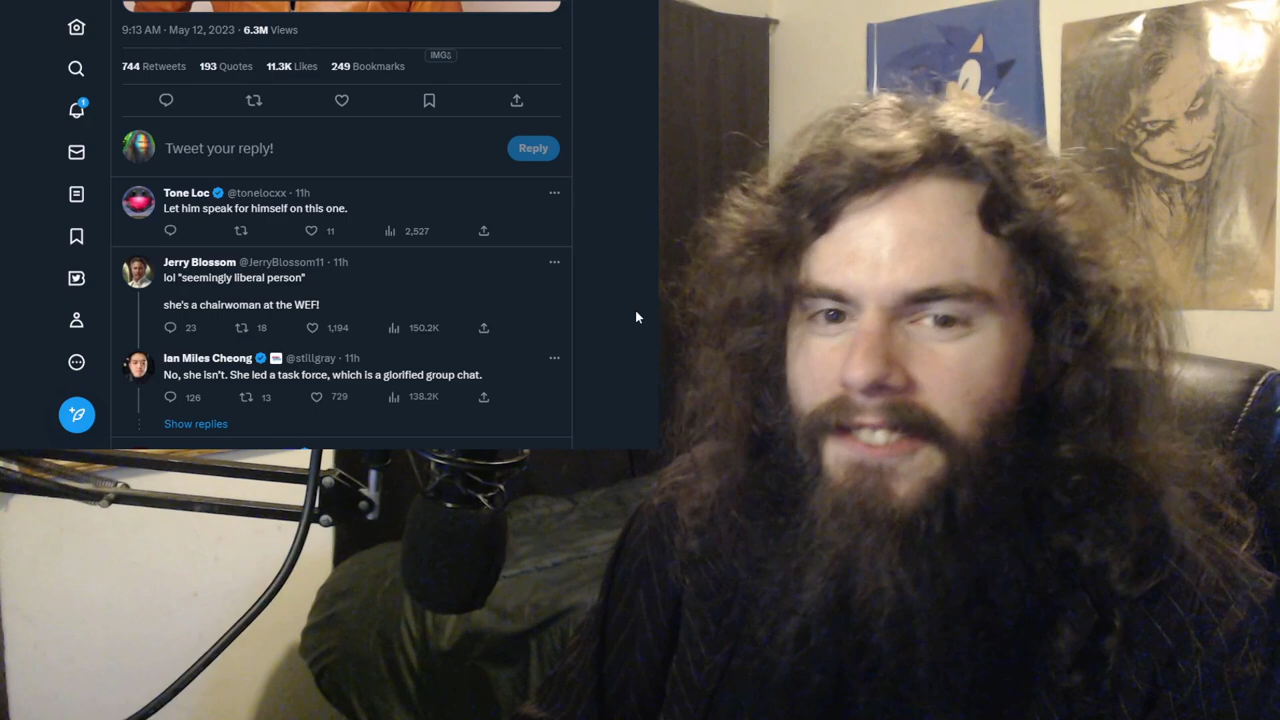 9:13 AM · May 12, 2023 · 6.3M Views
744 Retweets 193 Quotes 11.3K Likes 249 Bookmarks
IMG
Tweet your reply!
Reply
Tone Loc @tonelocxx · 11h
Let him speak for himself on this one.
11 2,527
Jerry Blossom @JerryBlossom11 · 11h
lol "seemingly liberal person"
she's a chairwoman at the WEF!
23 18 1,194 150.2K
Ian Miles Cheong @stillgray · 11h
No, she isn't. She led a task force, which is a glorified group chat.
126 13 729 138.2K
Show replies
1